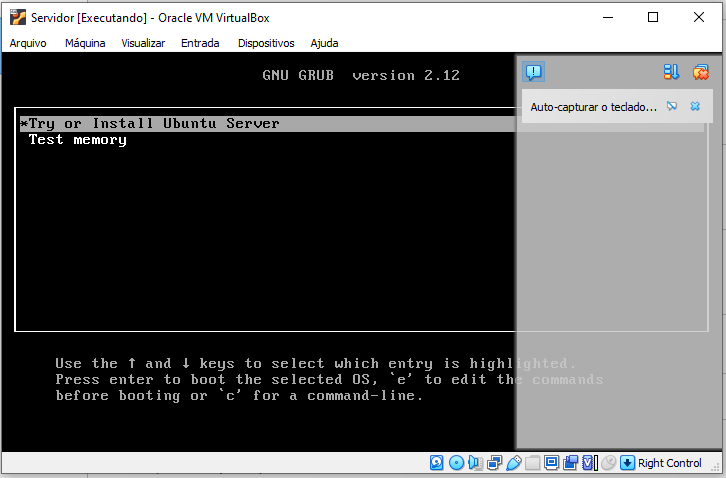 Servidor [Executando] - Oracle VM VirtualBox
Arquivo Máquina Visualizar Entrada Dispositivos Ajuda
GNU GRUB version 2.12
Auto-capturar o teclado...
*Try or Install Ubuntu Server
Test memory
Use the ↑ and ↓ keys to select which entry is highlighted.
Press enter to boot the selected OS, `e' to edit the commands
before booting or `c' for a command-line.
Right Control